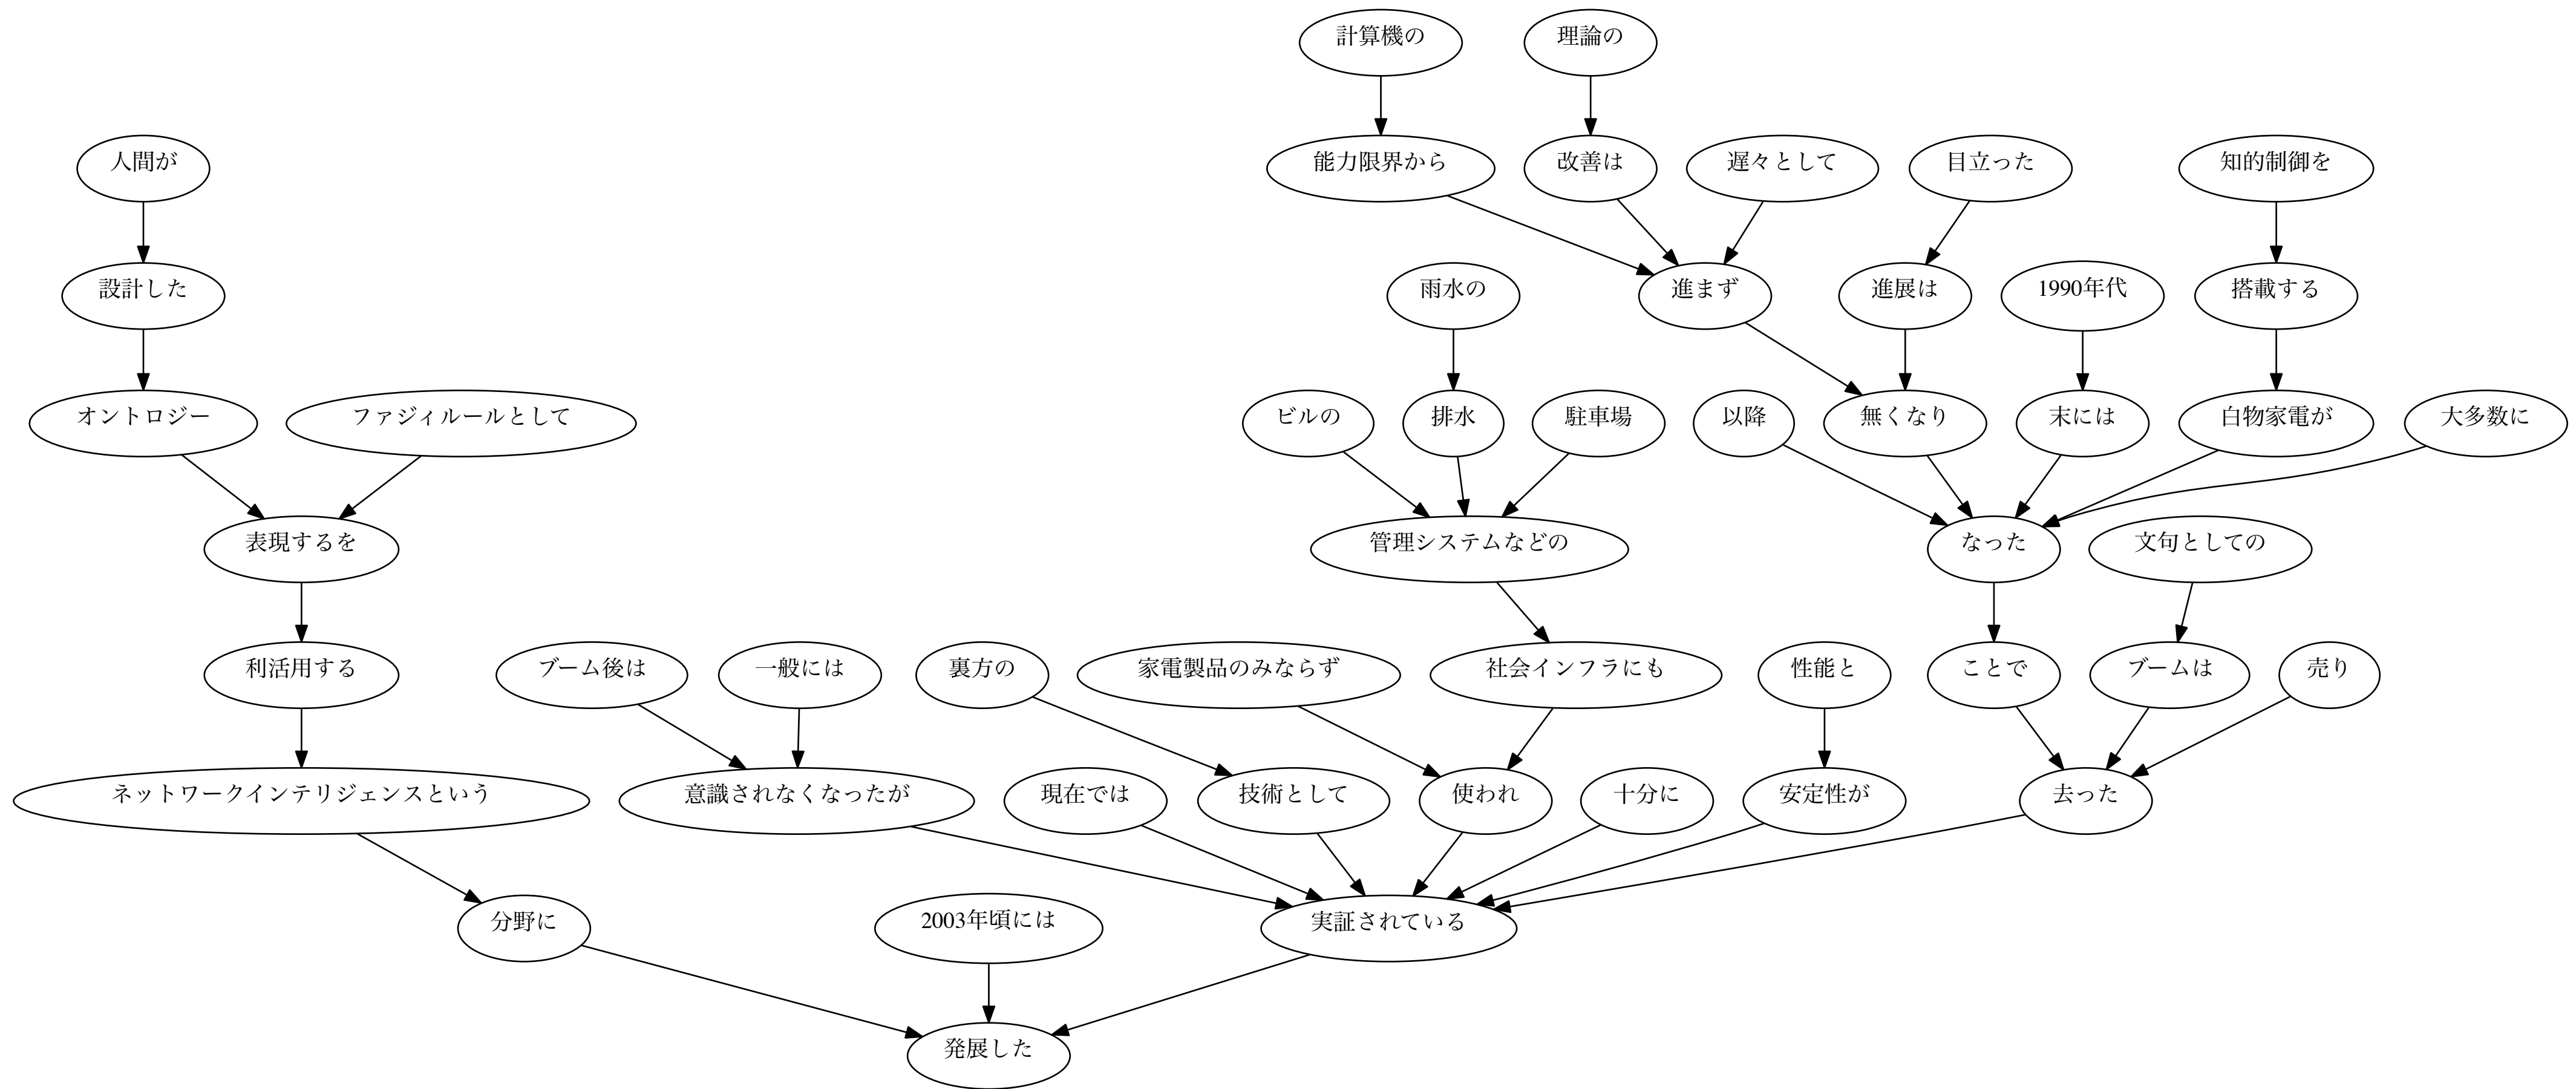 計算機の
理論の
人間が
能力限界から
改善は
遅々として
目立った
知的制御を
設計した
雨水の
進まず
進展は
1990年代
搭載する
オントロジー
ファジィルールとして
ビルの
排水
駐車場
以降
無くなり
末には
白物家電が
大多数に
表現するを
管理システムなどの
なった
文句としての
利活用する
ブーム後は
一般には
裏方の
家電製品のみならず
社会インフラにも
性能と
ことで
ブームは
売り
ネットワークインテリジェンスという
意識されなくなったが
現在では
技術として
使われ
十分に
安定性が
去った
分野に
2003年頃には
実証されている
発展した